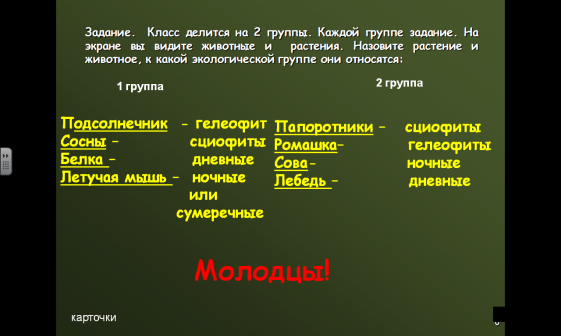 Задание. Класс делится на 2 группы. Каждой группе задание. На
экране вы видите животные и растения. Назовите растение и
животное, к какой экологической группе они относятся:
1 группа
Подсолнечник - гелеофит
Сосны - сциофиты
Белка - дневные
Летучая мышь - ночные
или
сумеречные
2 группа
Папоротники - сциофиты
Ромашка- гелеофиты
Сова- ночные
Лебедь - дневные
Молодцы!
карточки